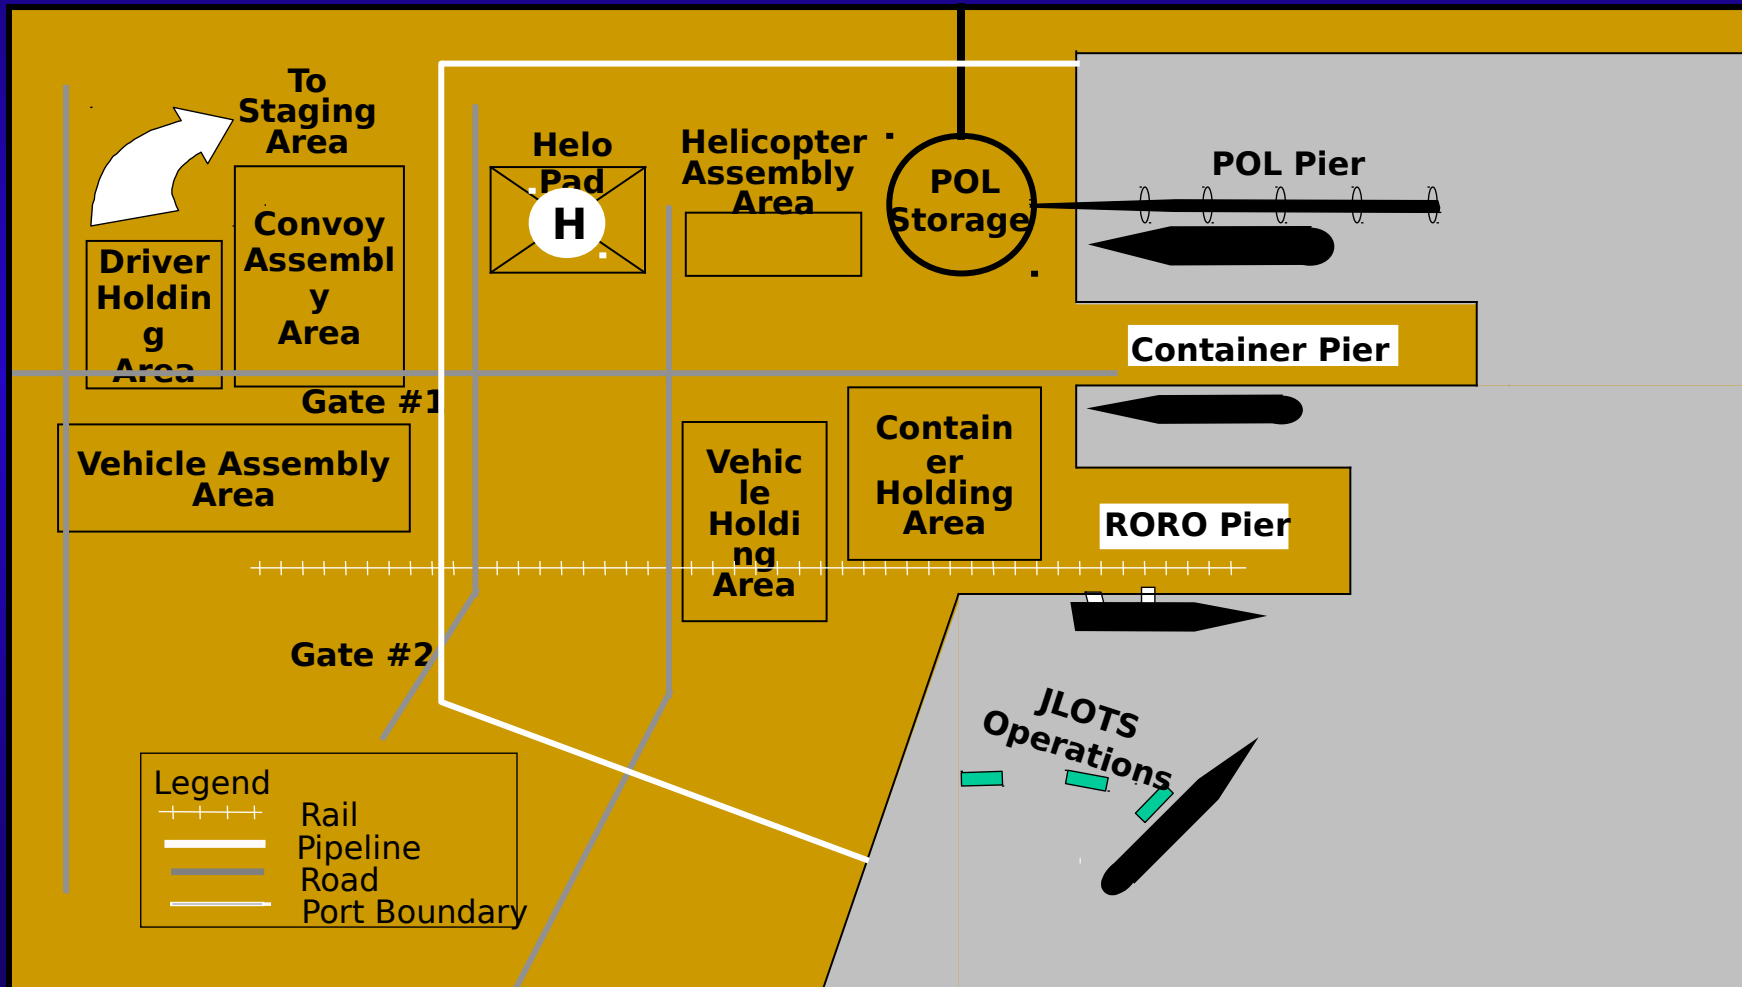 To
Staging
Area
Helo
Pad
H
Helicopter
Assembly
Area
POL
Storage
POL Pier
Convoy
Assembl
y
Area
Driver
Holdin
g
Area
Container Pier
Gate #1
Vehicle Assembly
Area
Vehic
le
Holdi
ng
Area
Contain
er
Holding
Area
RORO Pier
Gate #2
JLOTS
Operations
Legend
Rail
Pipeline
Road
Port Boundary